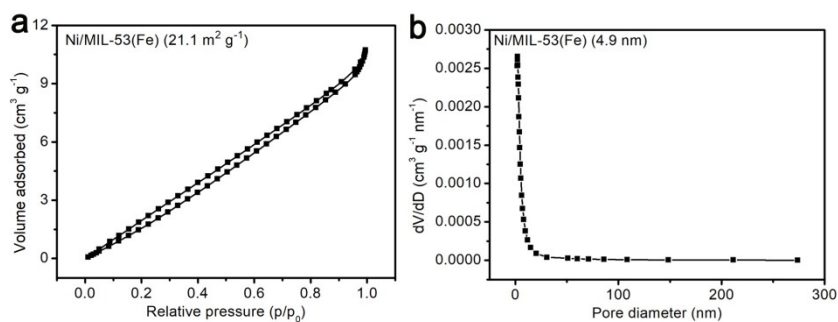 a
Ni/MIL-53(Fe) (21.1 m² g⁻¹)
Volume adsorbed (cm³ g⁻¹)
12
9
6
3
0
0.0 0.2 0.4 0.6 0.8 1.0
Relative pressure (p/p₀)
b
Ni/MIL-53(Fe) (4.9 nm)
dV/dD (cm³ g⁻¹ nm⁻¹)
0.0030
0.0025
0.0020
0.0015
0.0010
0.0005
0.0000
0 100 200 300
Pore diameter (nm)